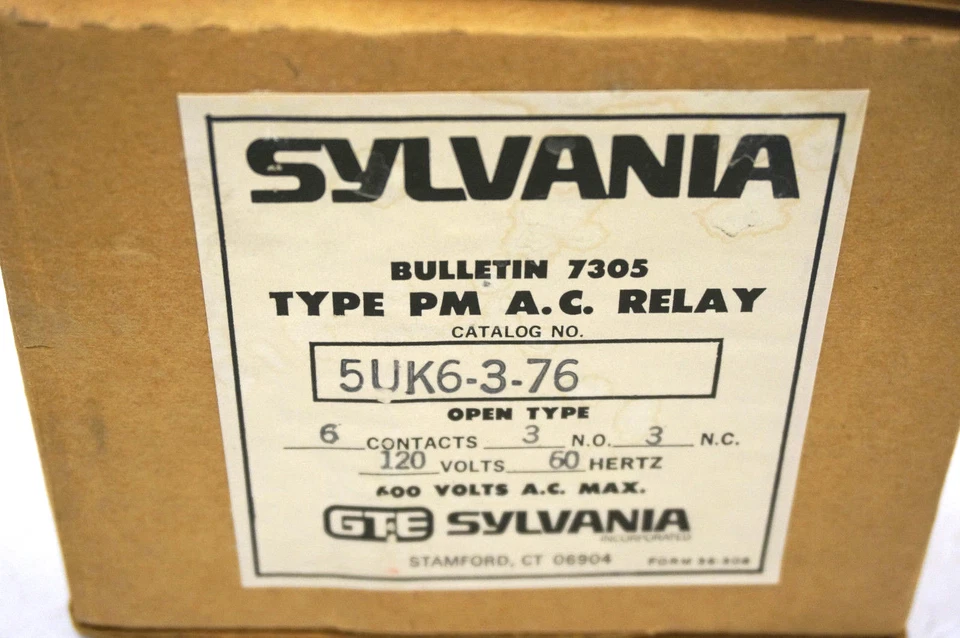 SYLVANIA
BULLETIN 7305
TYPE PM A.C. RELAY
CATALOG NO.
5UK6-3-76
OPEN TYPE
6 CONTACTS 3 N.O. 3 N.C.
120 VOLTS 60 HERTZ
600 VOLTS A.C. MAX.
GTE SYLVANIA
INCORPORATED
STAMFORD, CT 06904 FORM